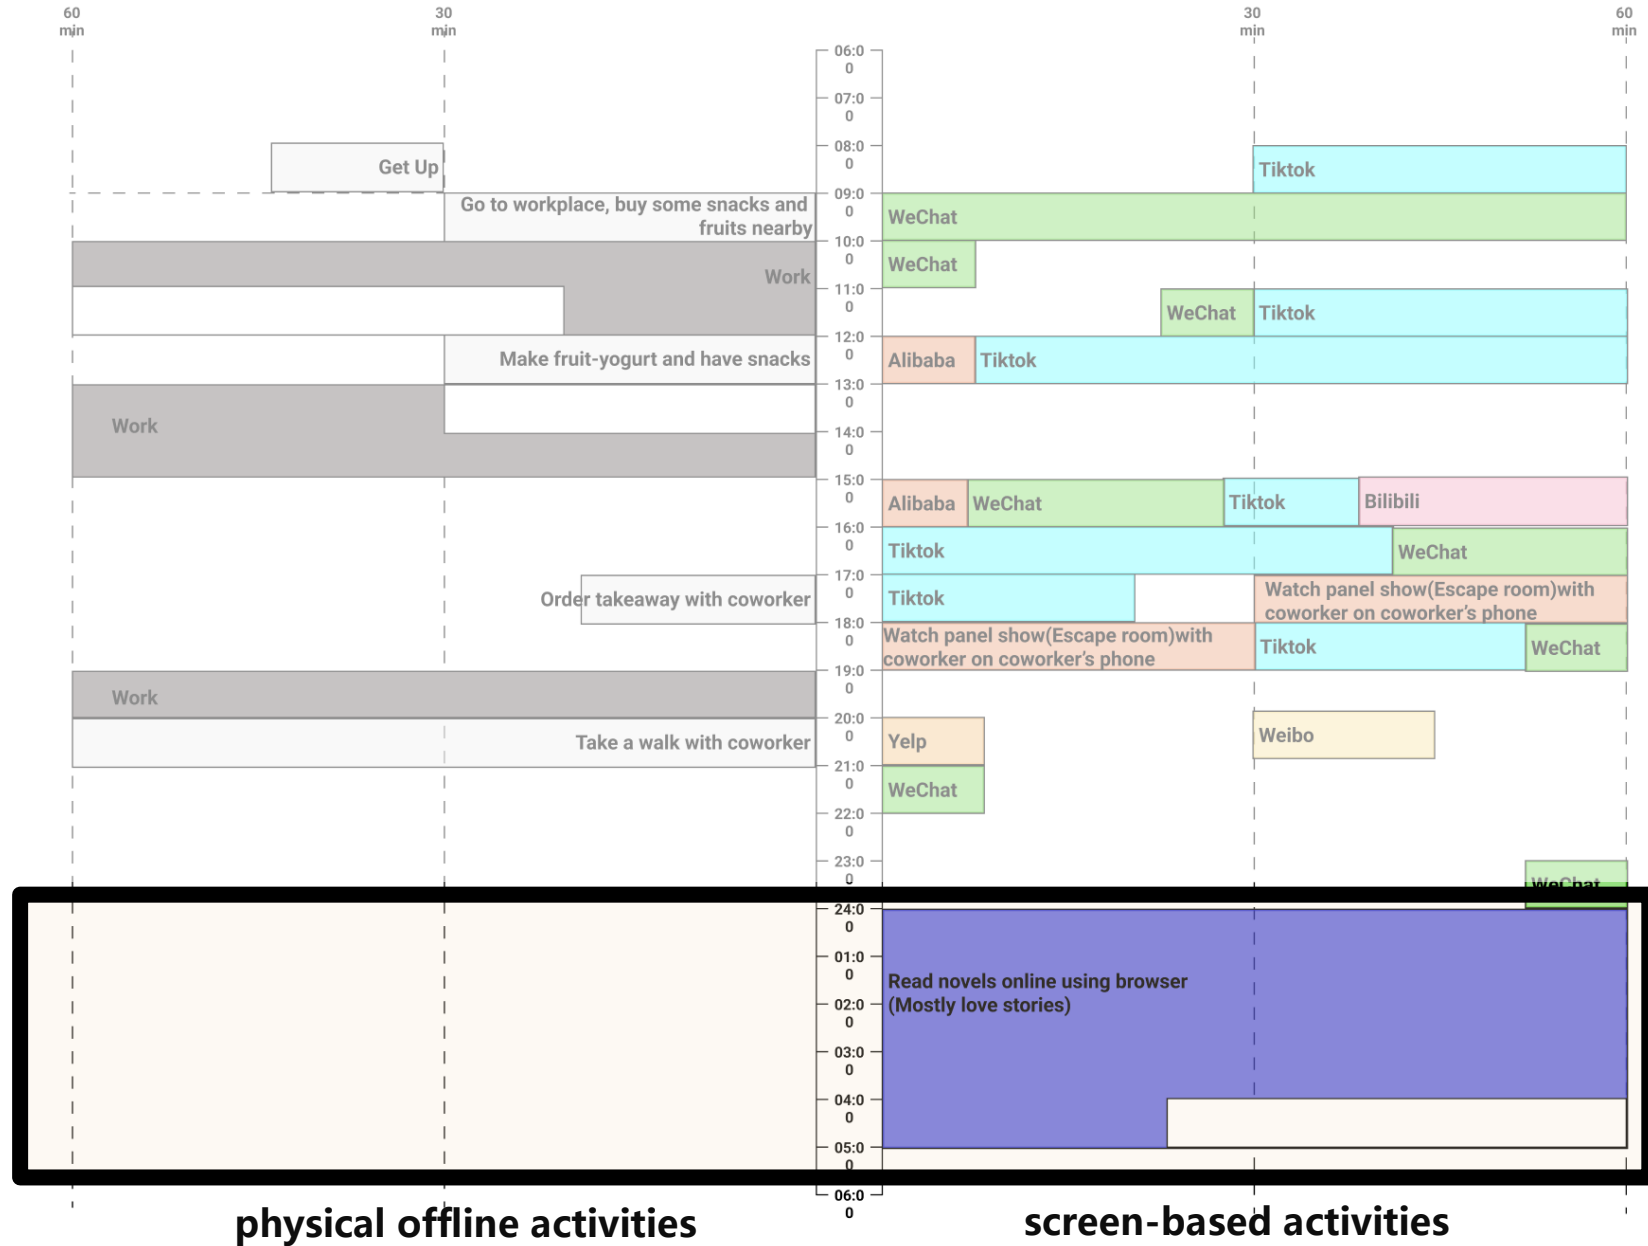 60
min
30
min
30
min
60
min
06:0
0
07:0
0
08:0
0
Get Up
Tiktok
09:0
0
Go to workplace, buy some snacks and
fruits nearby
WeChat
10:0
0
Work
WeChat
11:0
0
WeChat
Tiktok
12:0
0
Make fruit-yogurt and have snacks
Alibaba
Tiktok
13:0
0
Work
14:0
0
15:0
0
Alibaba
WeChat
Tiktok
Bilibili
16:0
0
Tiktok
WeChat
17:0
0
Order takeaway with coworker
Tiktok
Watch panel show(Escape room)with
coworker on coworker's phone
18:0
0
Watch panel show(Escape room)with
coworker on coworker's phone
Tiktok
WeChat
19:0
0
Work
20:0
0
Take a walk with coworker
Yelp
Weibo
21:0
0
WeChat
22:0
0
23:0
0
WeChat
24:0
0
01:0
0
Read novels online using browser
(Mostly love stories)
02:0
0
03:0
0
04:0
0
05:0
0
06:0
0
physical offline activities
screen-based activities